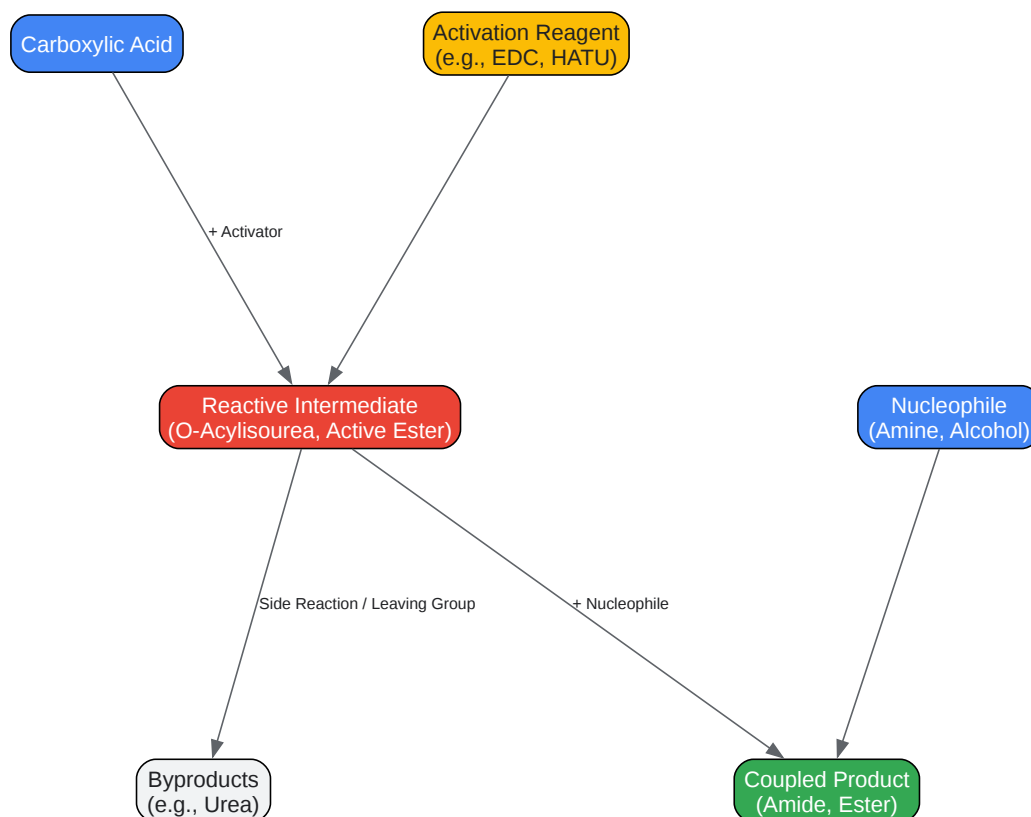 Carboxylic Acid
Activation Reagent
(e.g., EDC, HATU)
+ Activator
Reactive Intermediate
(O-Acylisourea, Active Ester)
Nucleophile
(Amine, Alcohol)
Side Reaction / Leaving Group
+ Nucleophile
Byproducts
(e.g., Urea)
Coupled Product
(Amide, Ester)